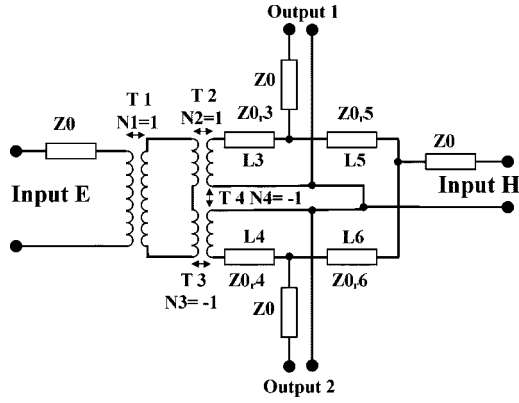 Output 1
Z0
T 1
N1=1
T 2
N2=1
Z0,3
Z0,5
Z0
Z0
L3
L5
Input E
Input H
T 4 N4= -1
L4
L6
T 3
N3= -1
Z0,4
Z0,6
Z0
Output 2